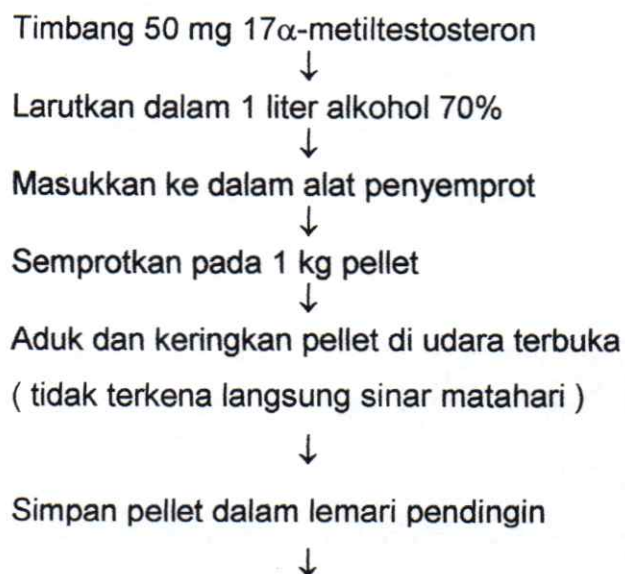 Timbang 50 mg 17α-metiltestosteron
↓
Larutkan dalam 1 liter alkohol 70%
↓
Masukkan ke dalam alat penyemprot
↓
Semprotkan pada 1 kg pellet
↓
Aduk dan keringkan pellet di udara terbuka
( tidak terkena langsung sinar matahari )
↓
Simpan pellet dalam lemari pendingin
↓